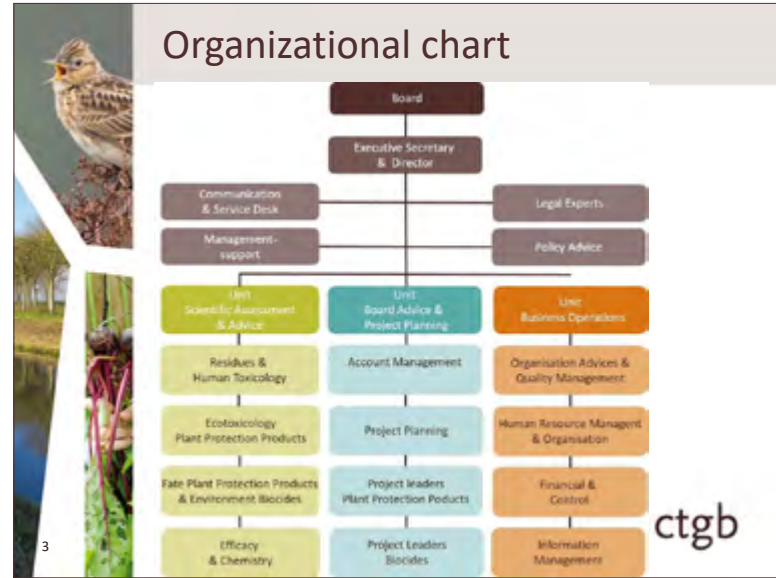 Organizational chart
Board
Executive Secretary
& Director
Communication
& Service Desk
Legal Experts
Management-
support
Policy Advice
Unit
Scientific Assessment
& Advice
Unit
Board Advice &
Project Planning
Unit
Business Operations
Residues &
Human Toxicology
Account Management
Organisation Advices &
Quality Management
Ecotoxicology
Plant Protection Products
Project Planning
Human Resource Managent
& Organisation
Fate Plant Protection Products
& Environment Biocides
Project leaders
Plant Protection Poducts
Financial &
Control
Efficacy
& Chemistry
Project Leaders
Biocides
Information
Management
ctgb
3